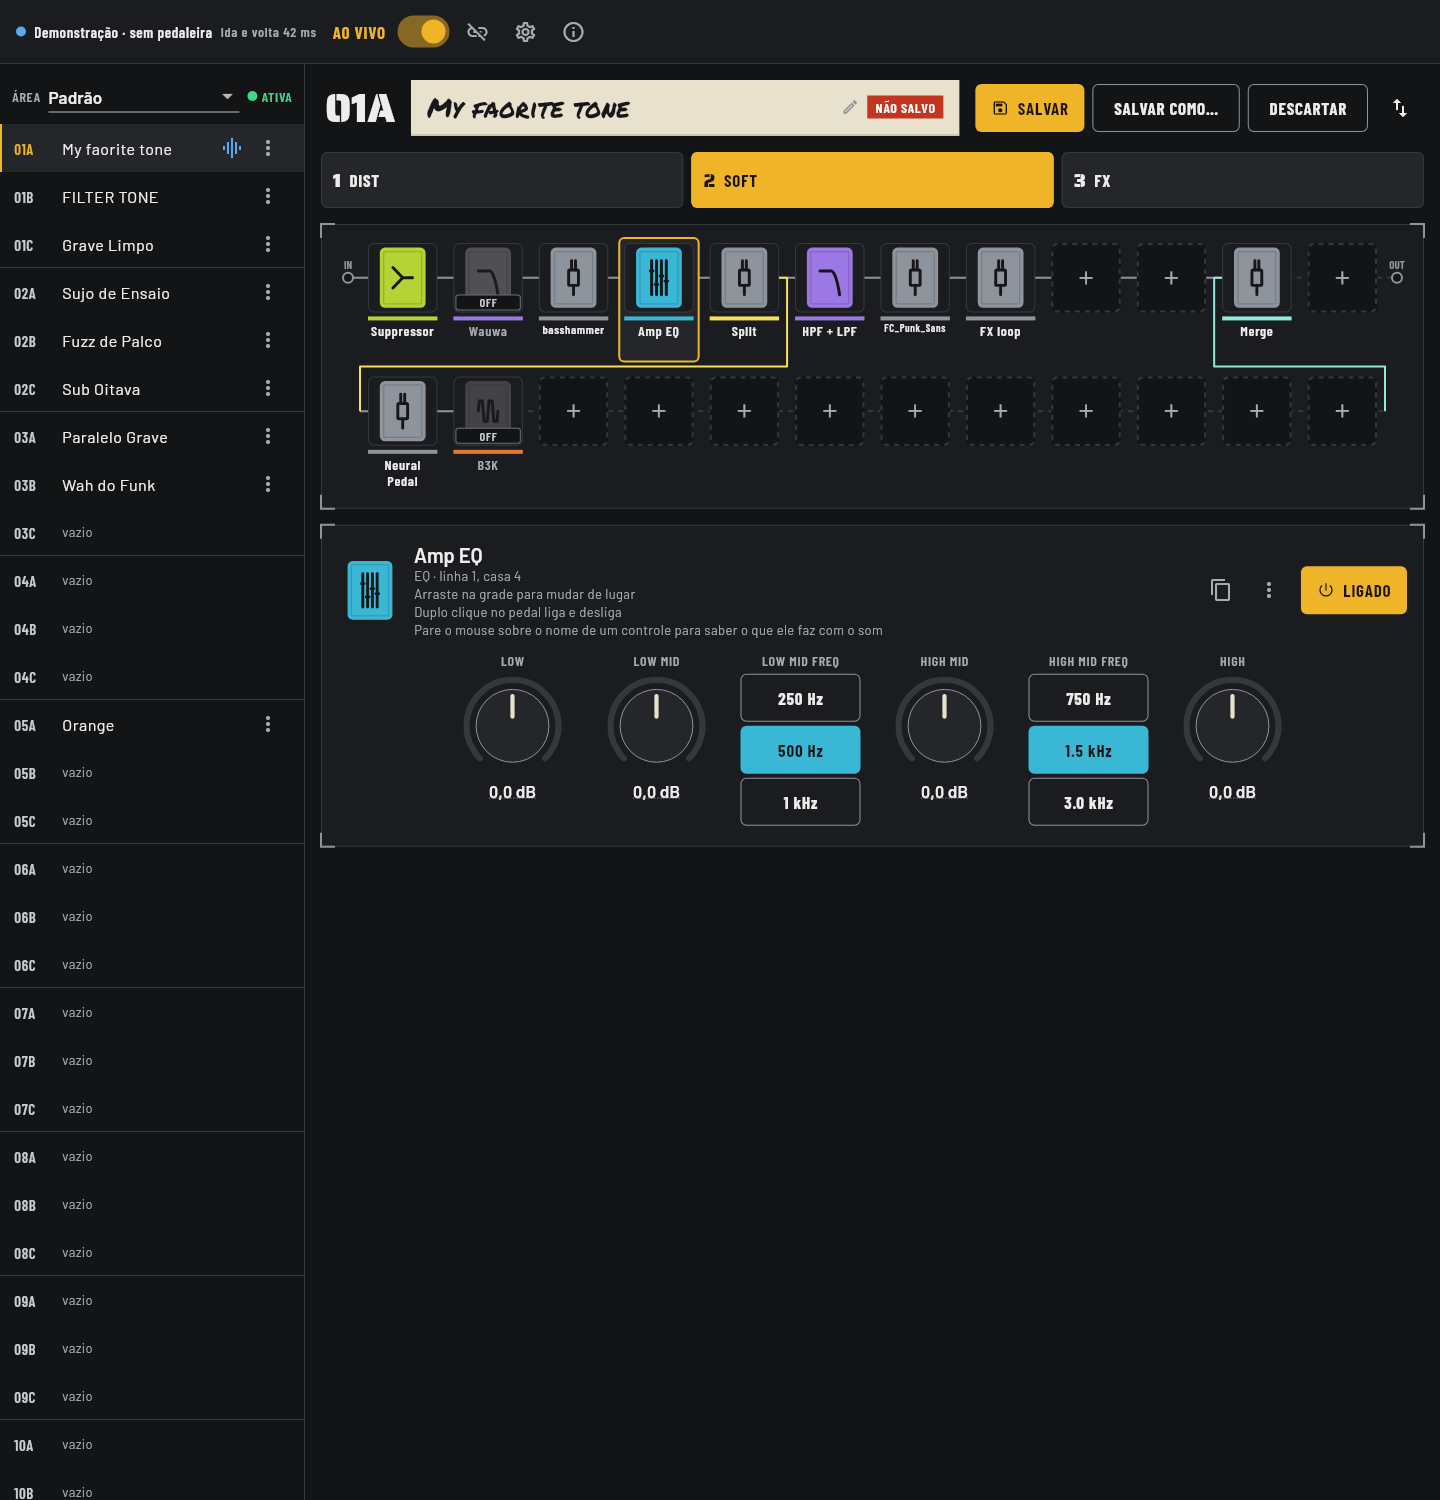 Demonstração · sem pedaleira Ida e volta 42 ms AO VIVO
ÁREA Padrão ATIVA
01A My faorite tone
01B FILTER TONE
01C Grave Limpo
02A Sujo de Ensaio
02B Fuzz de Palco
02C Sub Oitava
03A Paralelo Grave
03B Wah do Funk
03C vazio
04A vazio
04B vazio
04C vazio
05A Orange
05B vazio
05C vazio
06A vazio
06B vazio
06C vazio
07A vazio
07B vazio
07C vazio
08A vazio
08B vazio
08C vazio
09A vazio
09B vazio
09C vazio
10A vazio
10B vazio
01A My faorite tone NÃO SALVO SALVAR SALVAR COMO... DESCARTAR
1 DIST 2 SOFT 3 FX
IN OUT
OFF
Suppressor Wauwa basshammer Amp EQ Split HPF + LPF FC_Punk_Sans FX loop Merge
OFF
Neural Pedal B3K
Amp EQ
EQ · linha 1, casa 4
Arraste na grade para mudar de lugar
Duplo clique no pedal liga e desliga
Pare o mouse sobre o nome de um controle para saber o que ele faz com o som
LIGADO
LOW LOW MID LOW MID FREQ HIGH MID HIGH MID FREQ HIGH
250 Hz 750 Hz
500 Hz 1.5 kHz
0,0 dB 0,0 dB 1 kHz 0,0 dB 3.0 kHz 0,0 dB